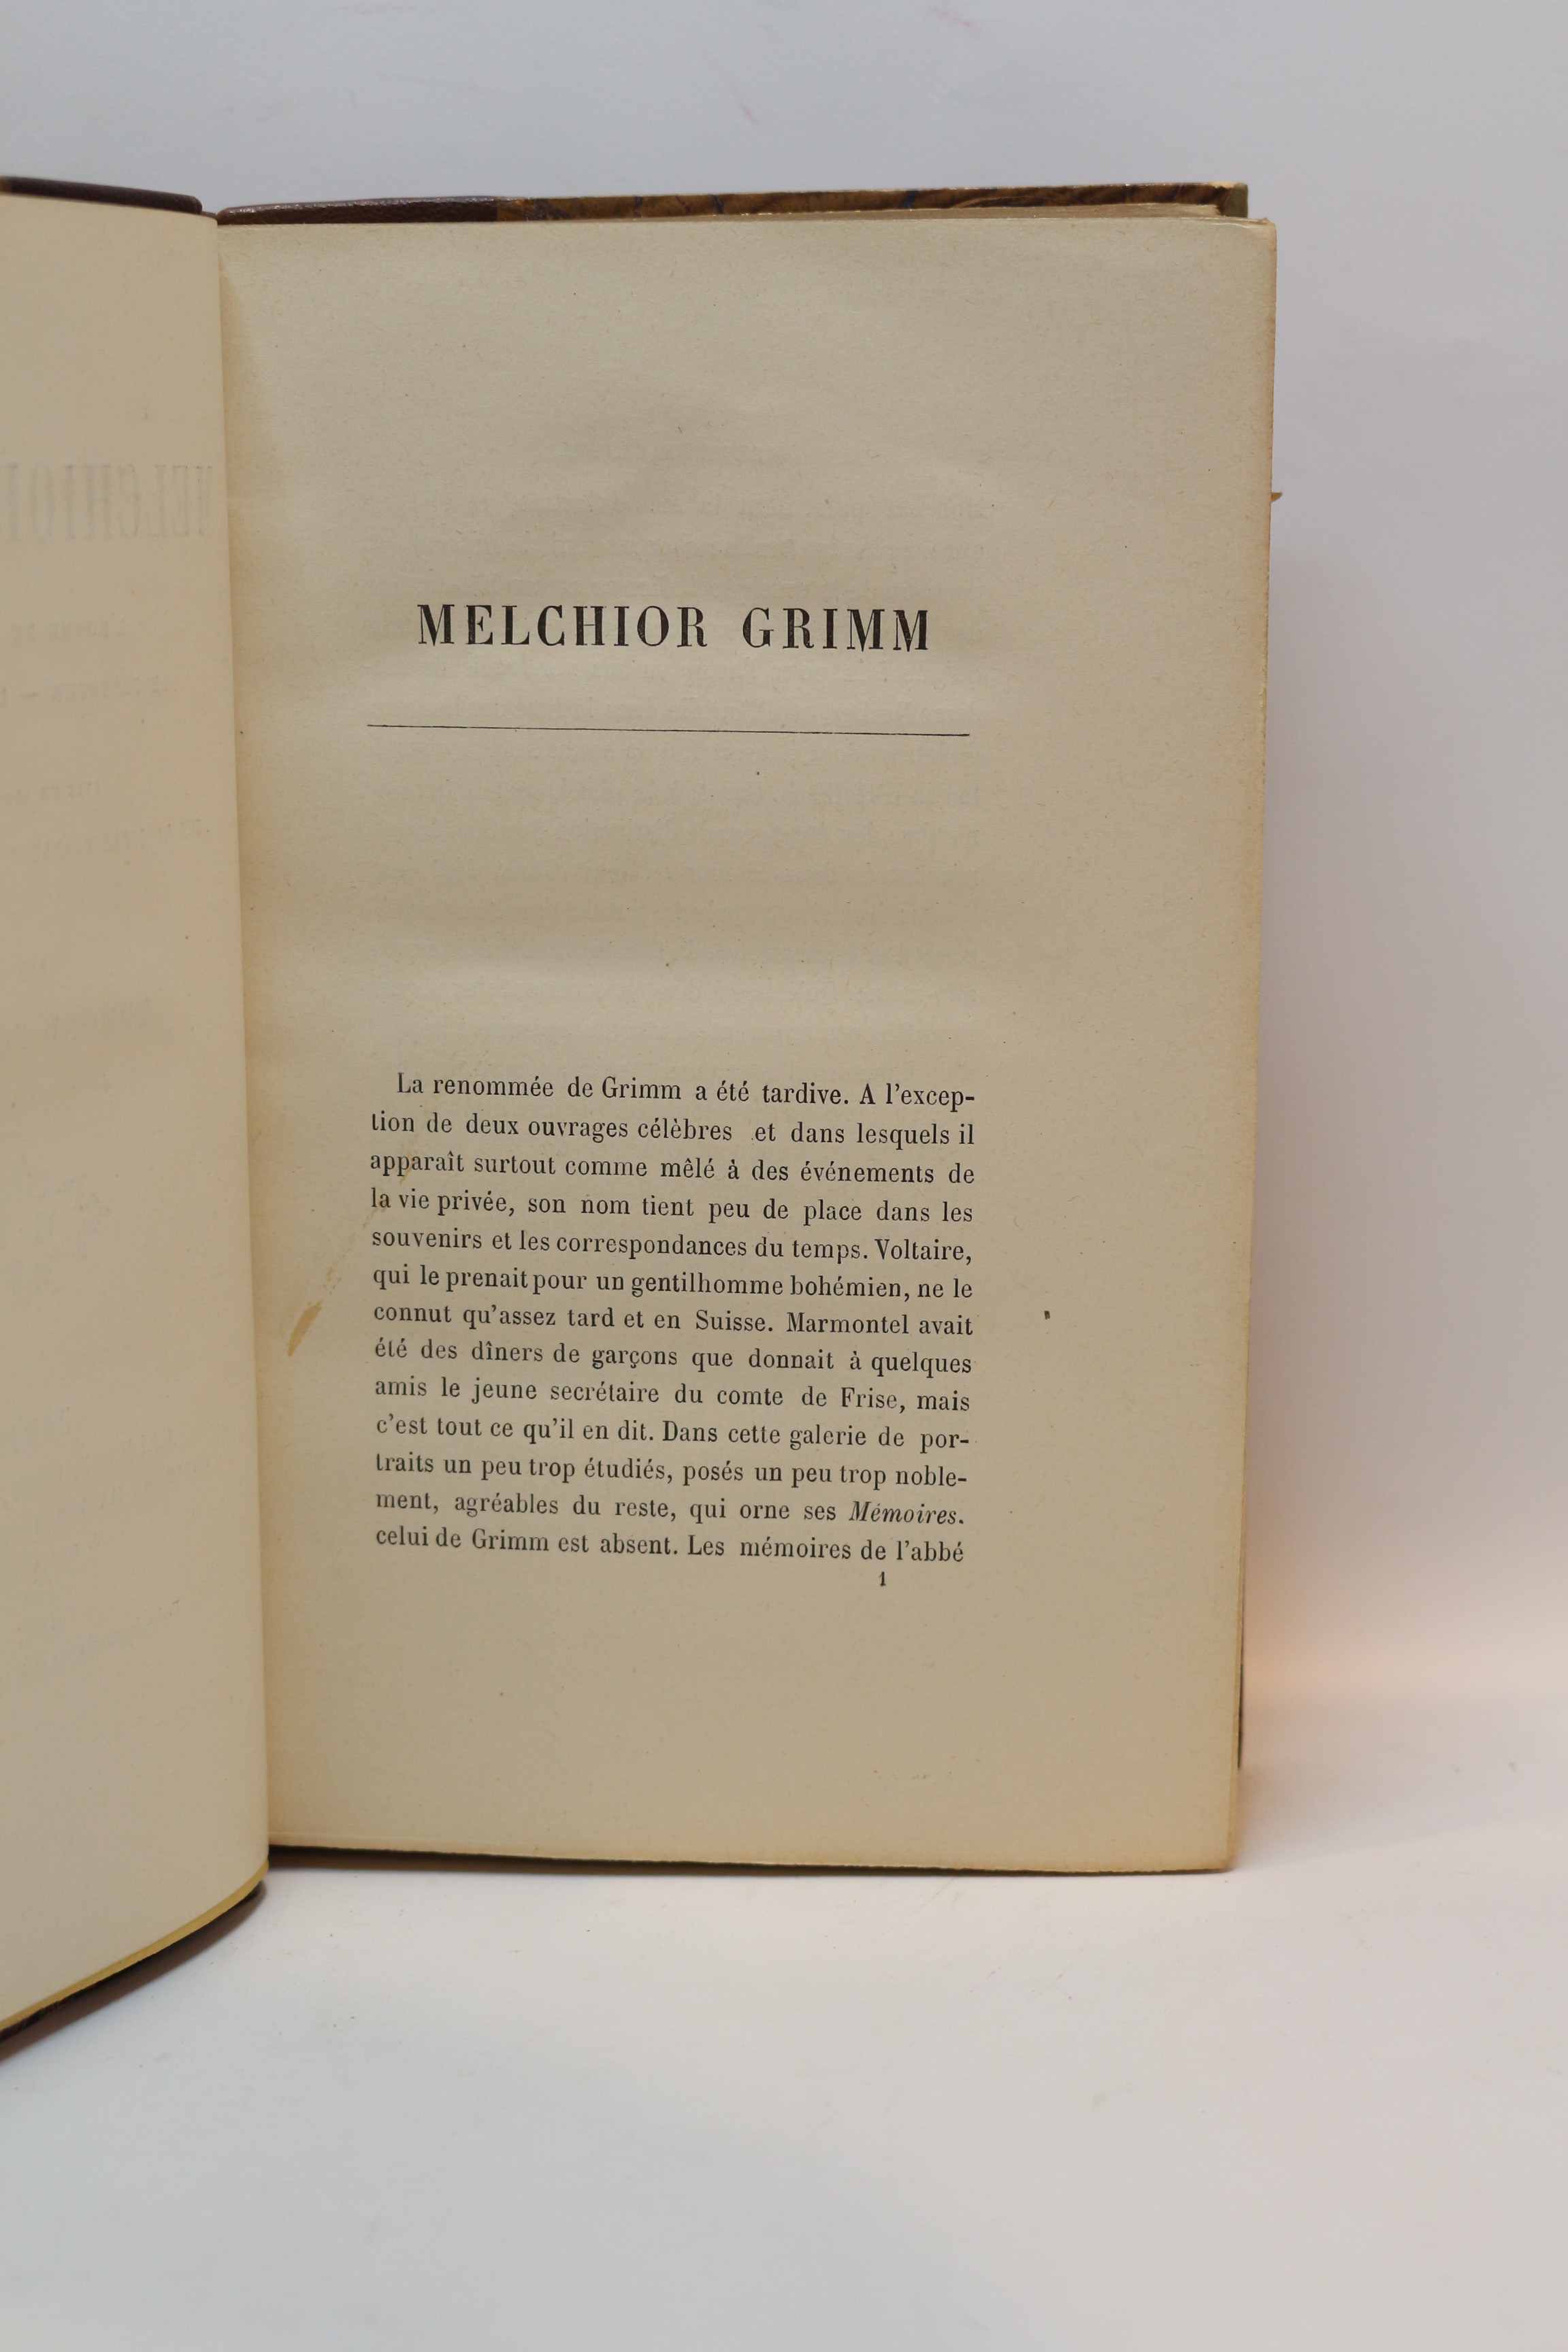 MELCHIOR GRIMM
La renommée de Grimm a été tardive. A l'excep-
tion de deux ouvrages célèbres et dans lesquels il
apparaît surtout comme mêlé à des événements de
la vie privée, son nom tient peu de place dans les
souvenirs et les correspondances du temps. Voltaire,
qui le prenait pour un gentilhomme bohémien, ne le
connut qu'assez tard et en Suisse. Marmontel avait
été des dîners de garçons que donnait à quelques
amis le jeune secrétaire du comte de Frise, mais
c'est tout ce qu'il en dit. Dans cette galerie de por-
traits un peu trop étudiés, posés un peu trop noble-
ment, agréables du reste, qui orne ses Mémoires.
celui de Grimm est absent. Les mémoires de l'abbé
1